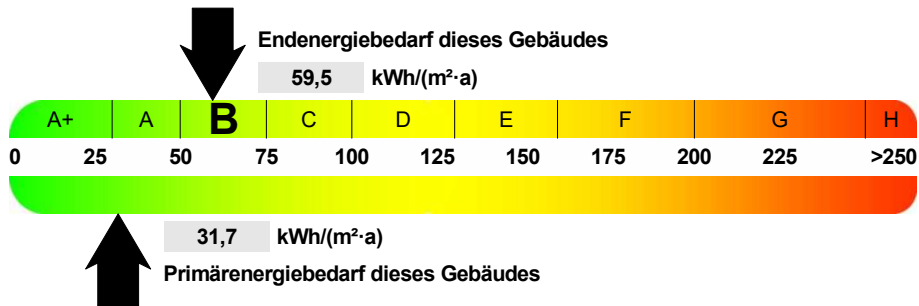 Endenergiebedarf dieses Gebäudes
59,5 kWh/(m²·a)
A+ A B C D E F G H
0 25 50 75 100 125 150 175 200 225 >250
31,7 kWh/(m²·a)
Primärenergiebedarf dieses Gebäudes